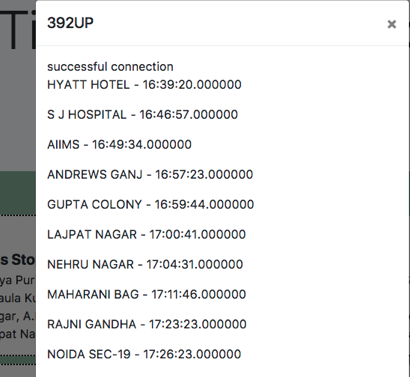 392UP
×
Ti
successful connection
HYATT HOTEL - 16:39:20.000000
S J HOSPITAL - 16:46:57.000000
AIIMS - 16:49:34.000000
ANDREWS GANJ - 16:57:23.000000
GUPTA COLONY - 16:59:44.000000
LAJPAT NAGAR - 17:00:41.000000
NEHRU NAGAR - 17:04:31.000000
MAHARANI BAG - 17:11:46.000000
RAJNI GANDHA - 17:23:23.000000
NOIDA SEC-19 - 17:26:23.000000
s Sto
ya Pur
aula Ku
gar, A.
pat Na